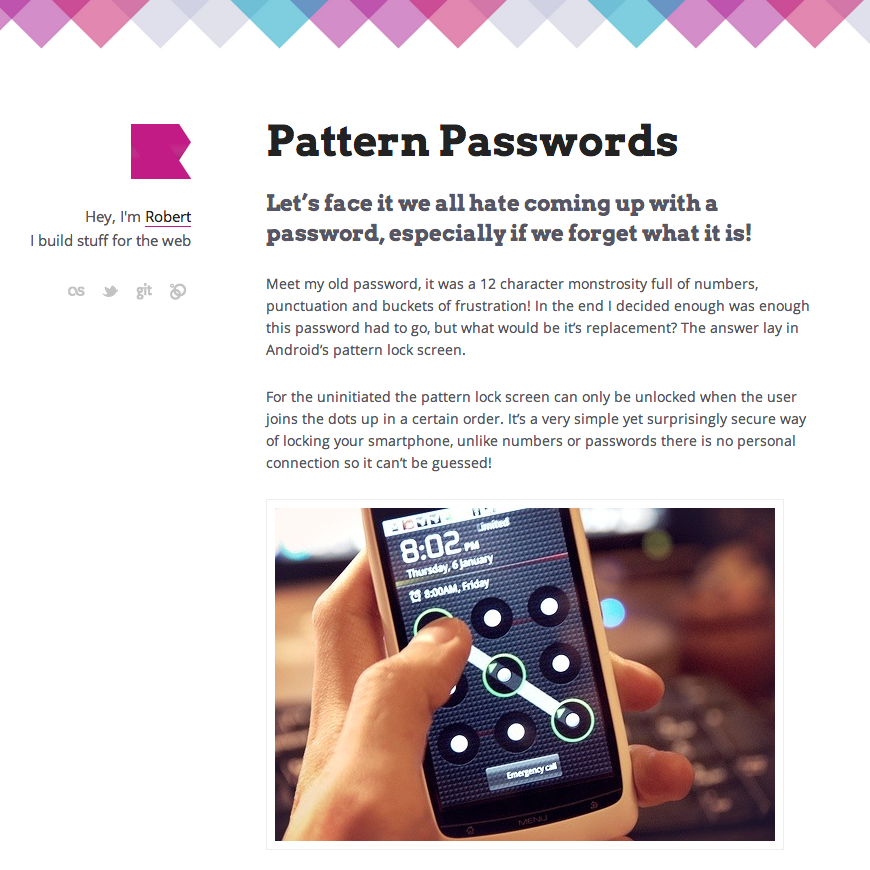 Pattern Passwords
Let’s face it we all hate coming up with a
password, especially if we forget what it is!
Hey, I'm Robert
I build stuff for the web
as
git
Meet my old password, it was a 12 character monstrosity full of numbers,
punctuation and buckets of frustration! In the end I decided enough was enough
this password had to go, but what would be it’s replacement? The answer lay in
Android’s pattern lock screen.
For the uninitiated the pattern lock screen can only be unlocked when the user
joins the dots up in a certain order. It’s a very simple yet surprisingly secure way
of locking your smartphone, unlike numbers or passwords there is no personal
connection so it can’t be guessed!
Limited
8:02 PM
Thursday, 6 January
8:00AM, Friday
Emergency call
MENU